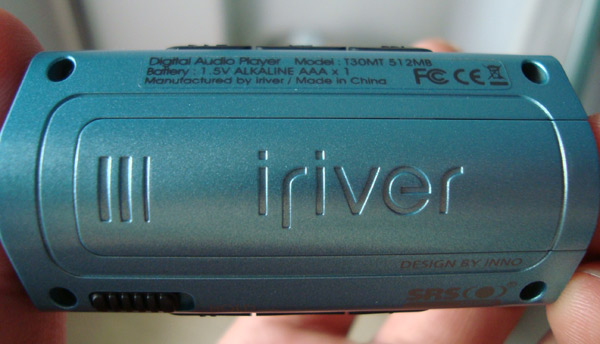 Digital Audio Player Model: T30MT 512MB
Battery: 1.5V ALKALINE AAA x 1
Manufactured by iriver / Made in China
FC CE
iriver
DESIGN BY INNO
SRS